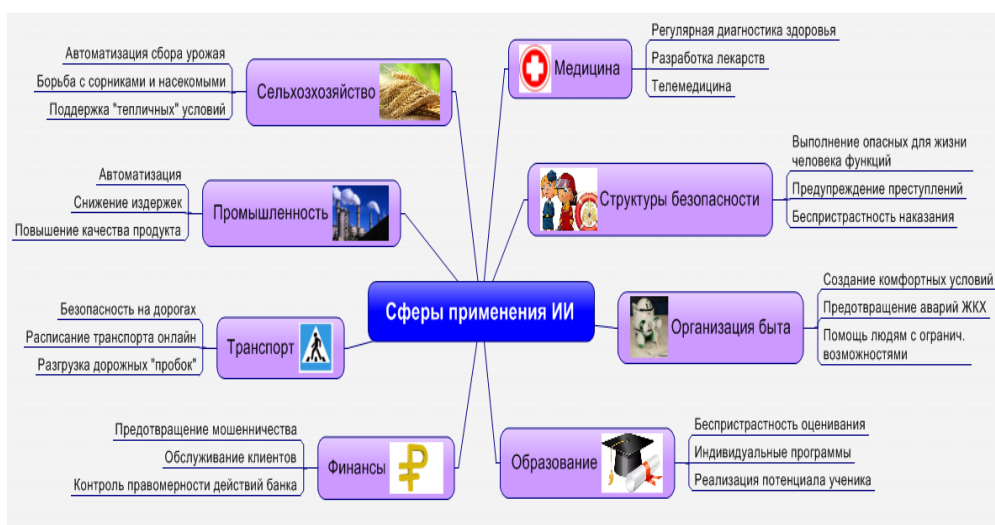 Сферы применения ИИ
Медицина
Регулярная диагностика здоровья
Разработка лекарств
Телемедицина
Структуры безопасности
Выполнение опасных для жизни
человека функций
Предупреждение преступлений
Беспристрастность наказания
Организация быта
Создание комфортных условий
Предотвращение аварий ЖКХ
Помощь людям с огранич.
возможностями
Образование
Беспристрастность оценивания
Индивидуальные программы
Реализация потенциала ученика
Сельхозхозяйство
Автоматизация сбора урожая
Борьба с сорниками и насекомыми
Поддержка "тепличных" условий
Промышленность
Автоматизация
Снижение издержек
Повышение качества продукта
Транспорт
Безопасность на дорогах
Расписание транспорта онлайн
Разгрузка дорожных "пробок"
Финансы
Предотвращение мошенничества
Обслуживание клиентов
Контроль правомерности действий банка